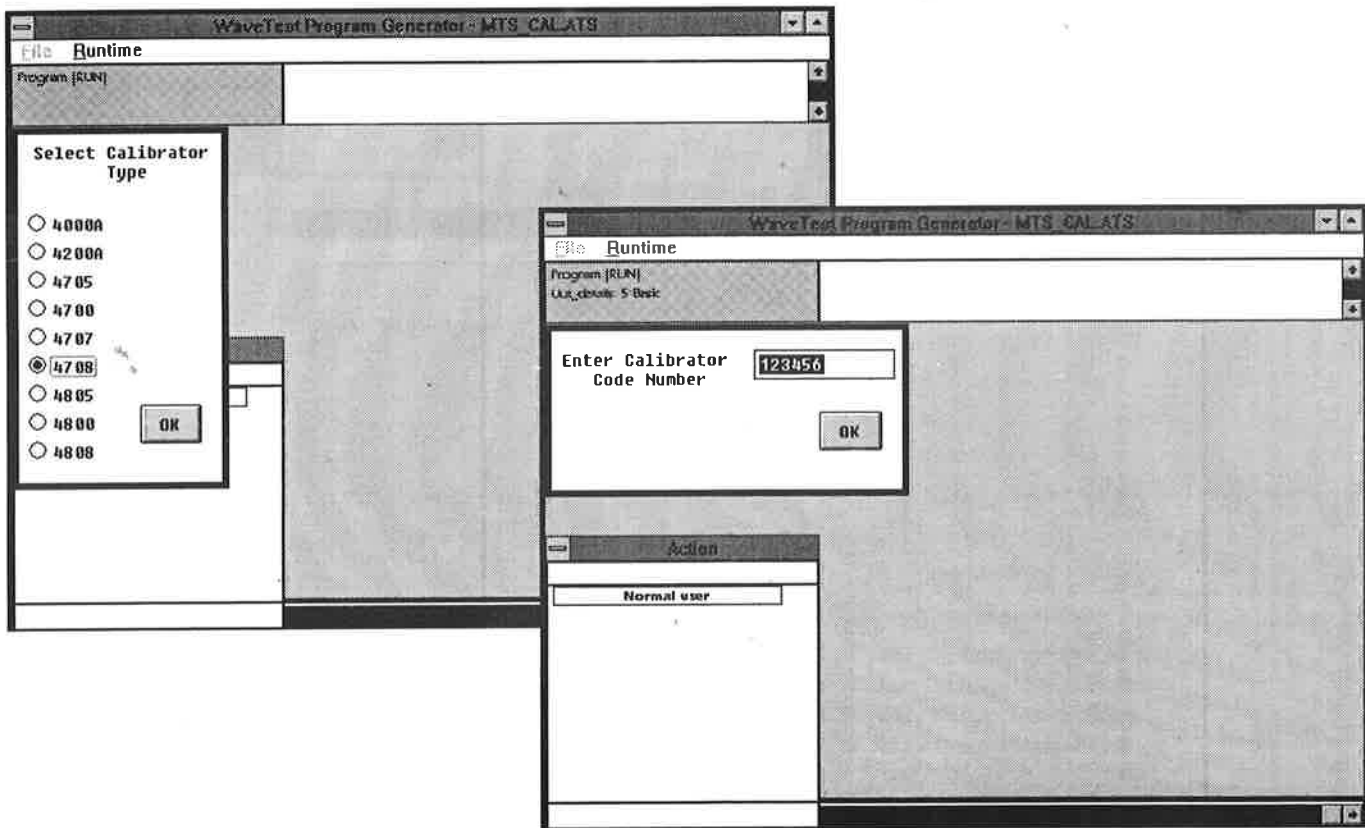 WaveTest Program Generator - MTS_CAL.ATS
File Runtime
Program [RUN]
Select Calibrator
Type
4000A
4200A
4705
4700
4707
4708
4805
4800
4808
OK
WaveTest Program Generator - MTS_CAL.ATS
File Runtime
Program [RUN]
5 Basic
Enter Calibrator
Code Number
123456
OK
Action
Normal user